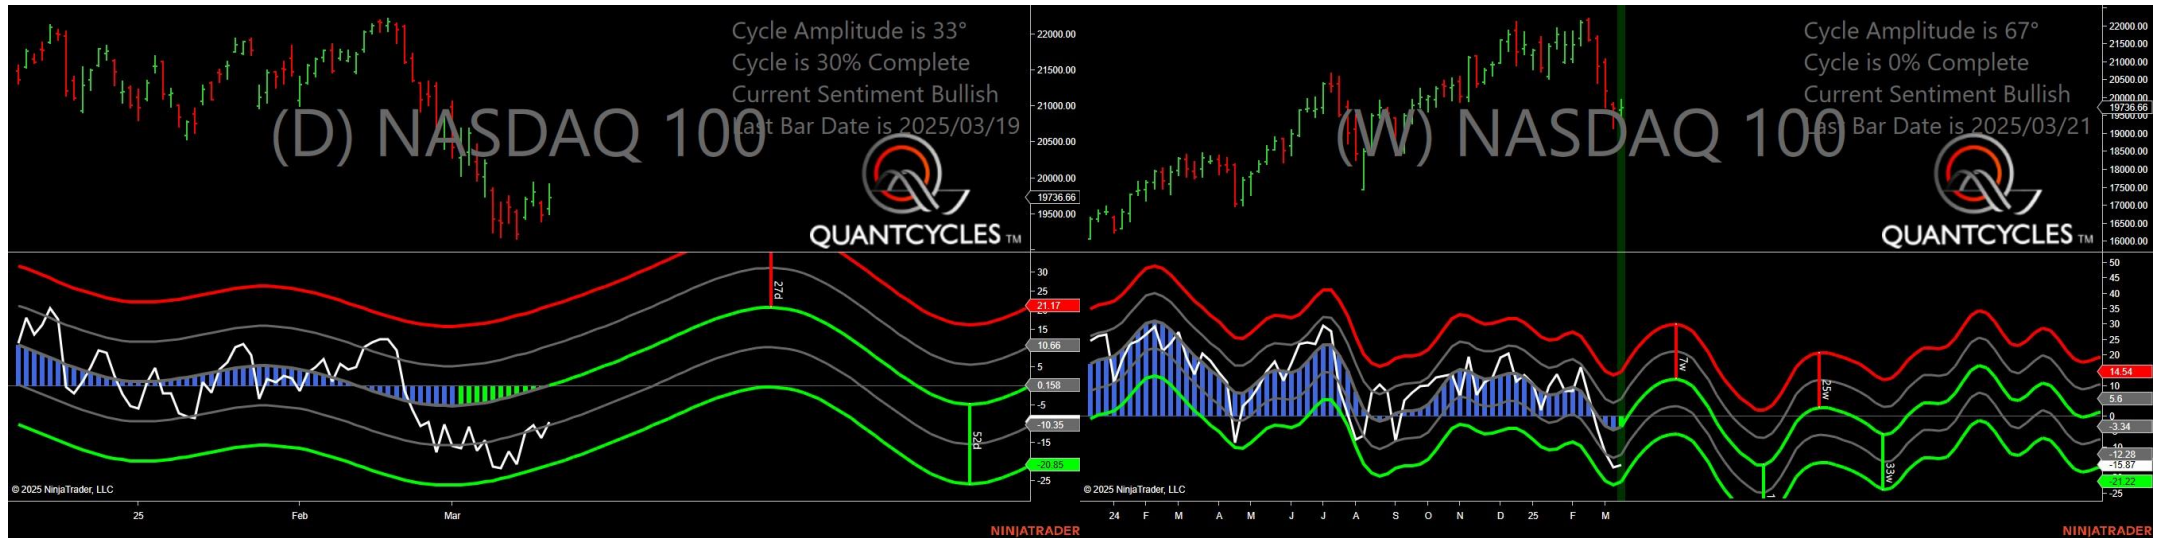 Cycle Amplitude is 33°
Cycle is 30% Complete
Current Sentiment Bullish
Last Bar Date is 2025/03/19
(D) NASDAQ 100
QUANTCYCLES TM
22000.00
21500.00
21000.00
20500.00
20000.00
19736.66
19500.00
27d
52d
30
25
21.17
15
10.66
5
0.158
-5
-10.35
-15
-20.85
-25
© 2025 NinjaTrader, LLC
25
Feb
Mar
NINJATRADER
Cycle Amplitude is 67°
Cycle is 0% Complete
Current Sentiment Bullish
Last Bar Date is 2025/03/21
(W) NASDAQ 100
QUANTCYCLES TM
22000.00
21500.00
21000.00
20500.00
20000.00
19736.66
19500.00
19000.00
18500.00
18000.00
17500.00
17000.00
16500.00
16000.00
7w
25w
33w
50
45
40
35
30
25
20
14.54
10
5.6
0
-3.34
-12.28
-15.87
-21.22
-25
© 2025 NinjaTrader, LLC
24
F
M
A
M
J
J
A
S
O
N
D
25
F
M
NINJATRADER